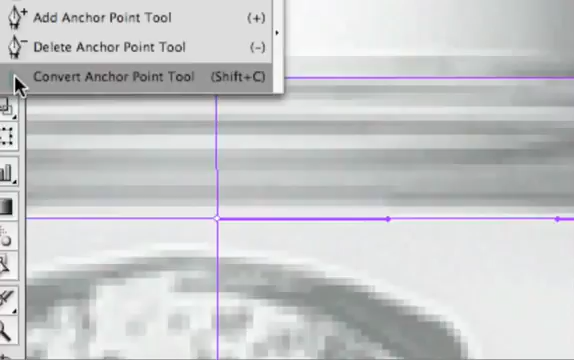 Add Anchor Point Tool (+)
Delete Anchor Point Tool (-)
Convert Anchor Point Tool (Shift+C)